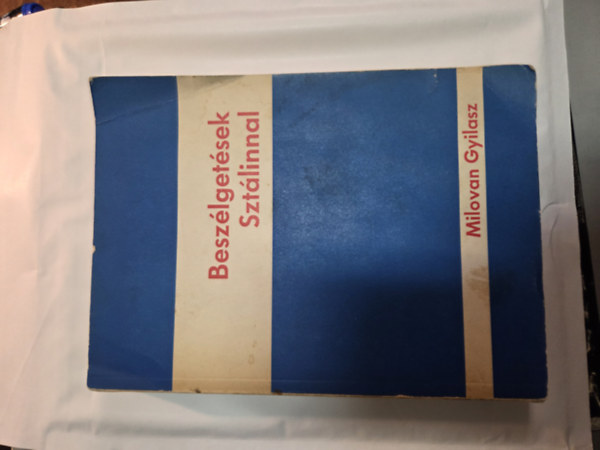 Beszélgetések
Sztálinnal
Milovan Gyilasz